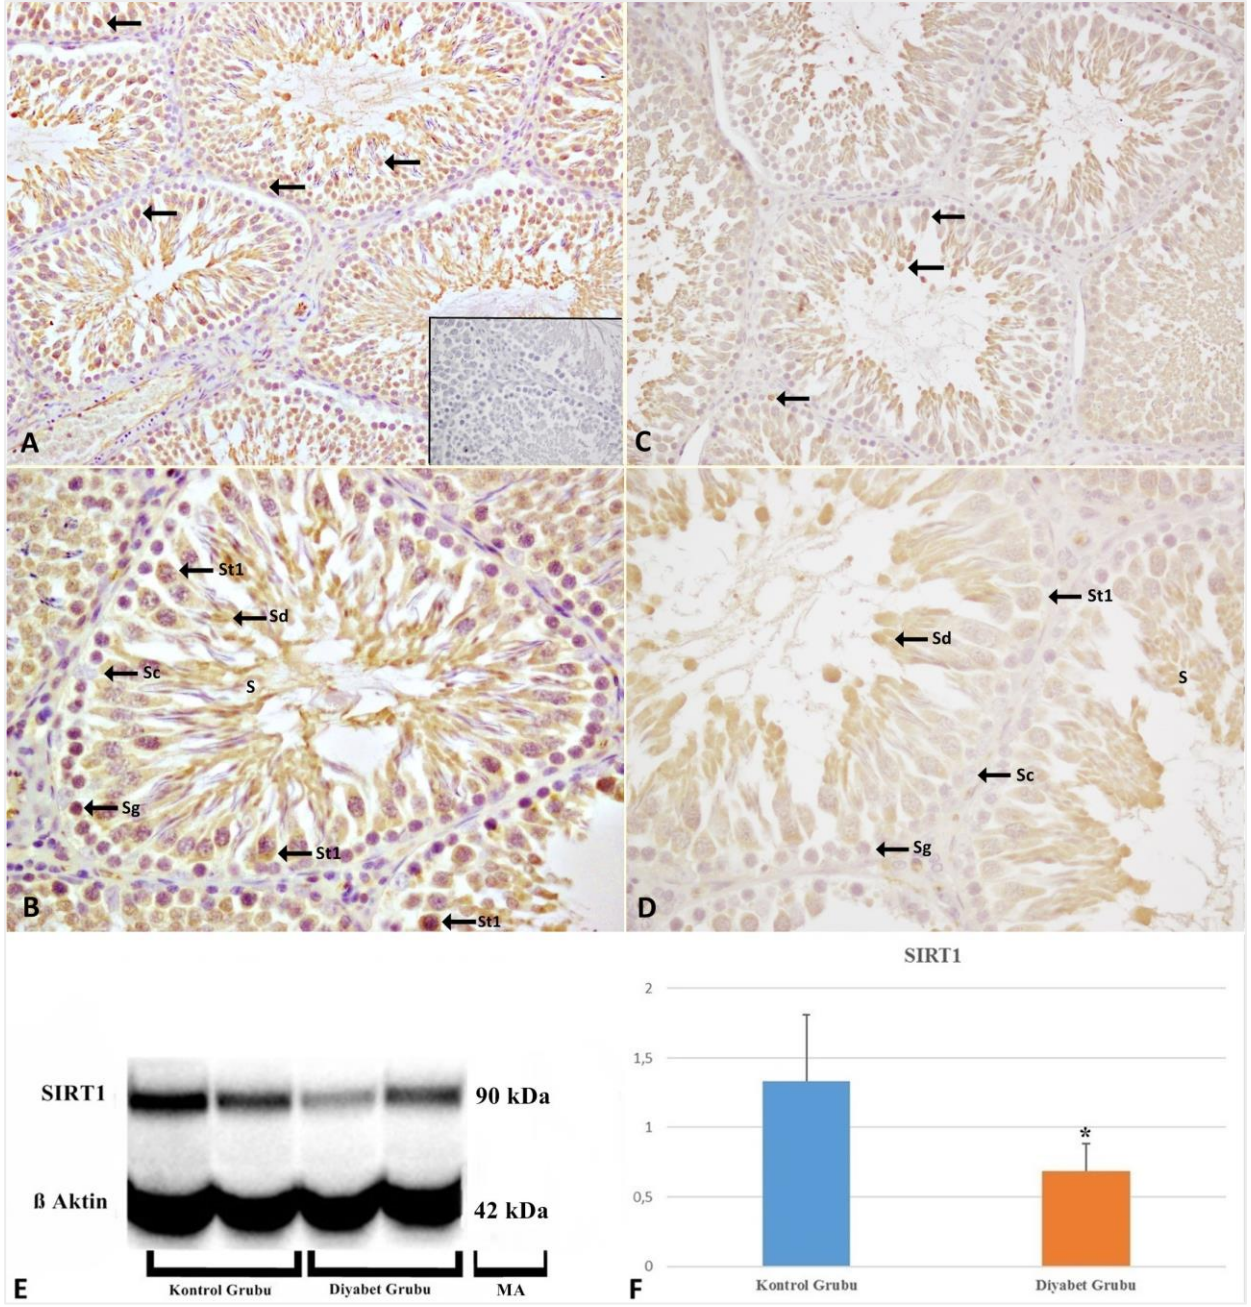 A
C
St1
Sd
Sc
S
Sg
St1
St1
B
St1
Sd
S
Sc
Sg
D
SIRT1
90 kDa
ß Aktin
42 kDa
Kontrol Grubu
Diyabet Grubu
MA
E
SIRT1
2
1,5
1
0,5
0
*
Kontrol Grubu
Diyabet Grubu
F